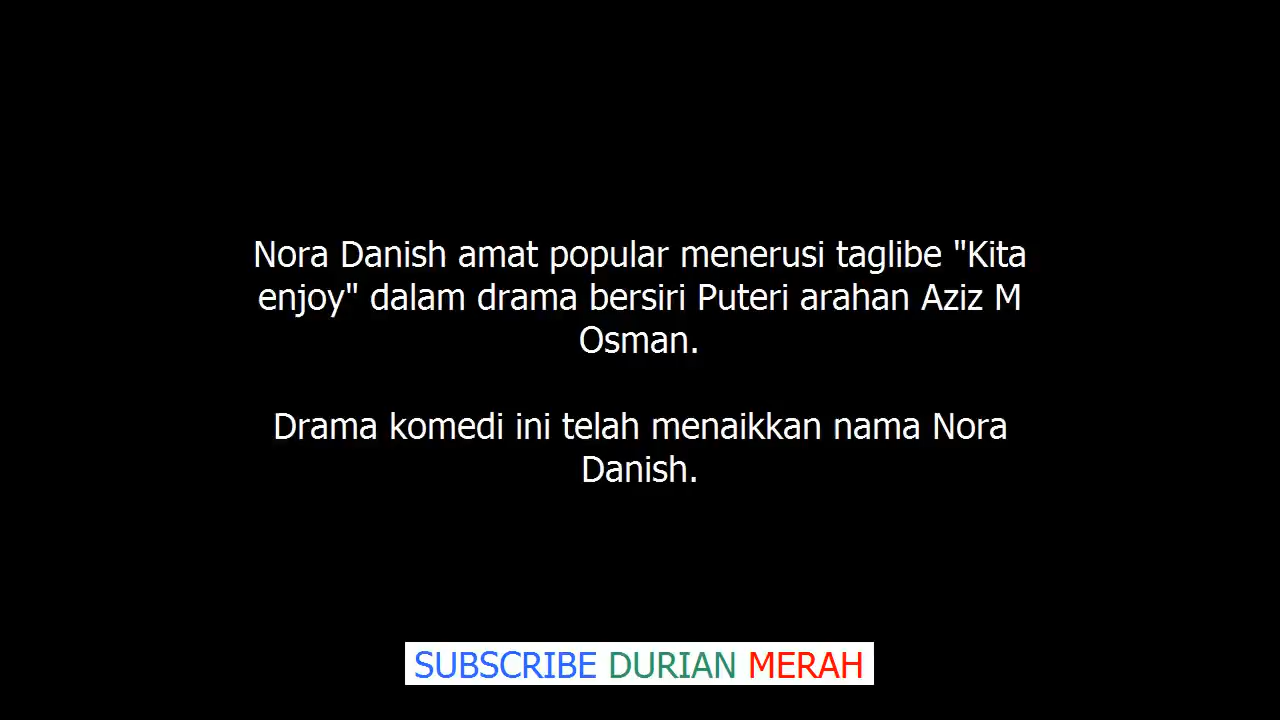 Nora Danish amat popular menerusi taglibe "Kita
enjoy" dalam drama bersiri Puteri arahan Aziz M
Osman.
Drama komedi ini telah menaikkan nama Nora
Danish.
SUBSCRIBE DURIAN MERAH